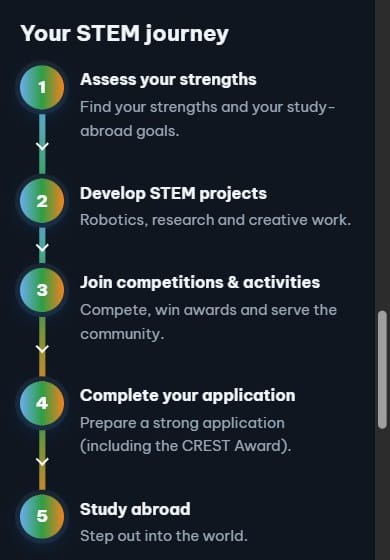 Your STEM journey
1
Assess your strengths
Find your strengths and your study-
abroad goals.
2
Develop STEM projects
Robotics, research and creative work.
3
Join competitions & activities
Compete, win awards and serve the
community.
4
Complete your application
Prepare a strong application
(including the CREST Award).
5
Study abroad
Step out into the world.